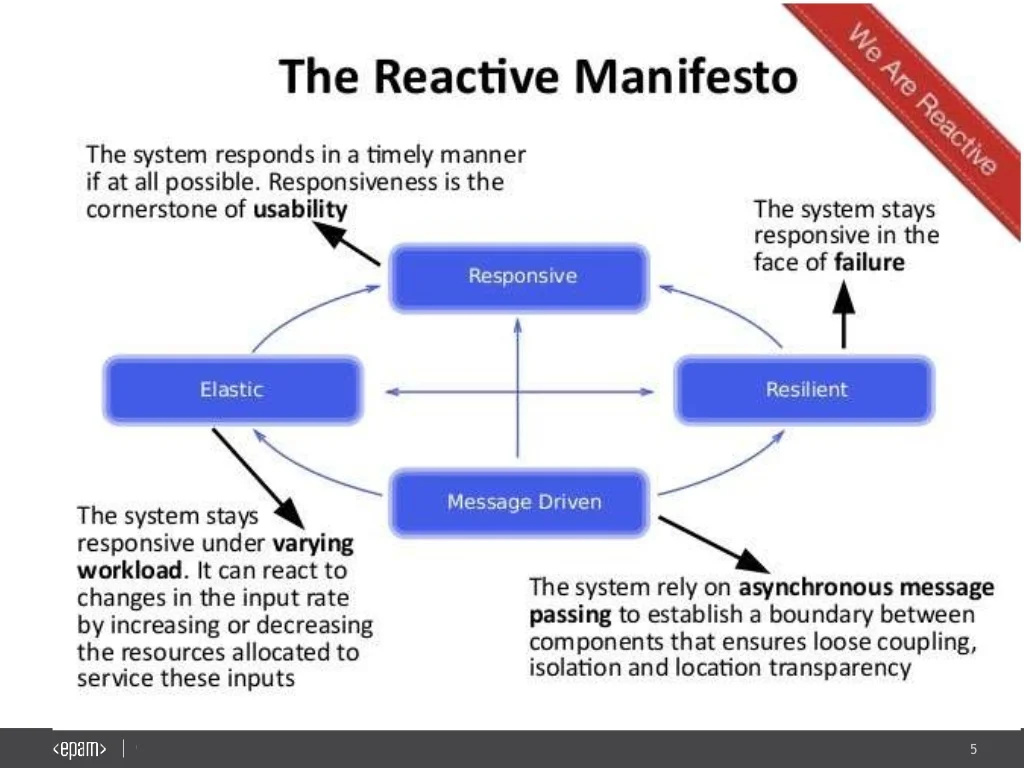 The Reactive Manifesto
We Are Reactive
The system responds in a timely manner
if at all possible. Responsiveness is the
cornerstone of usability
The system stays
responsive in the
face of failure
Responsive
Elastic
Resilient
Message Driven
The system stays
responsive under varying
workload. It can react to
changes in the input rate
by increasing or decreasing
the resources allocated to
service these inputs
The system rely on asynchronous message
passing to establish a boundary between
components that ensures loose coupling,
isolation and location transparency
<epam> |
5